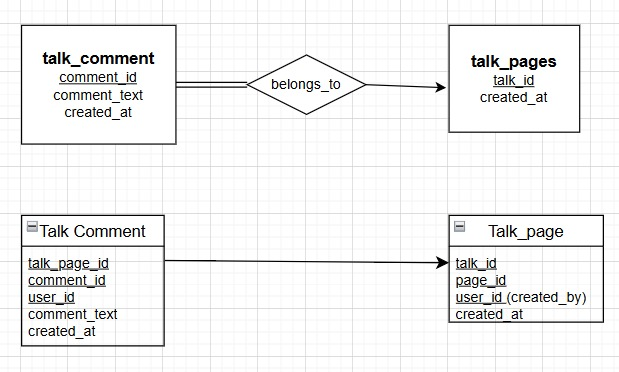 talk_comment
comment_id
comment_text
created_at
belongs_to
talk_pages
talk_id
created_at
Talk Comment
talk_page_id
comment_id
user_id
comment_text
created_at
Talk_page
talk_id
page_id
user_id (created_by)
created_at